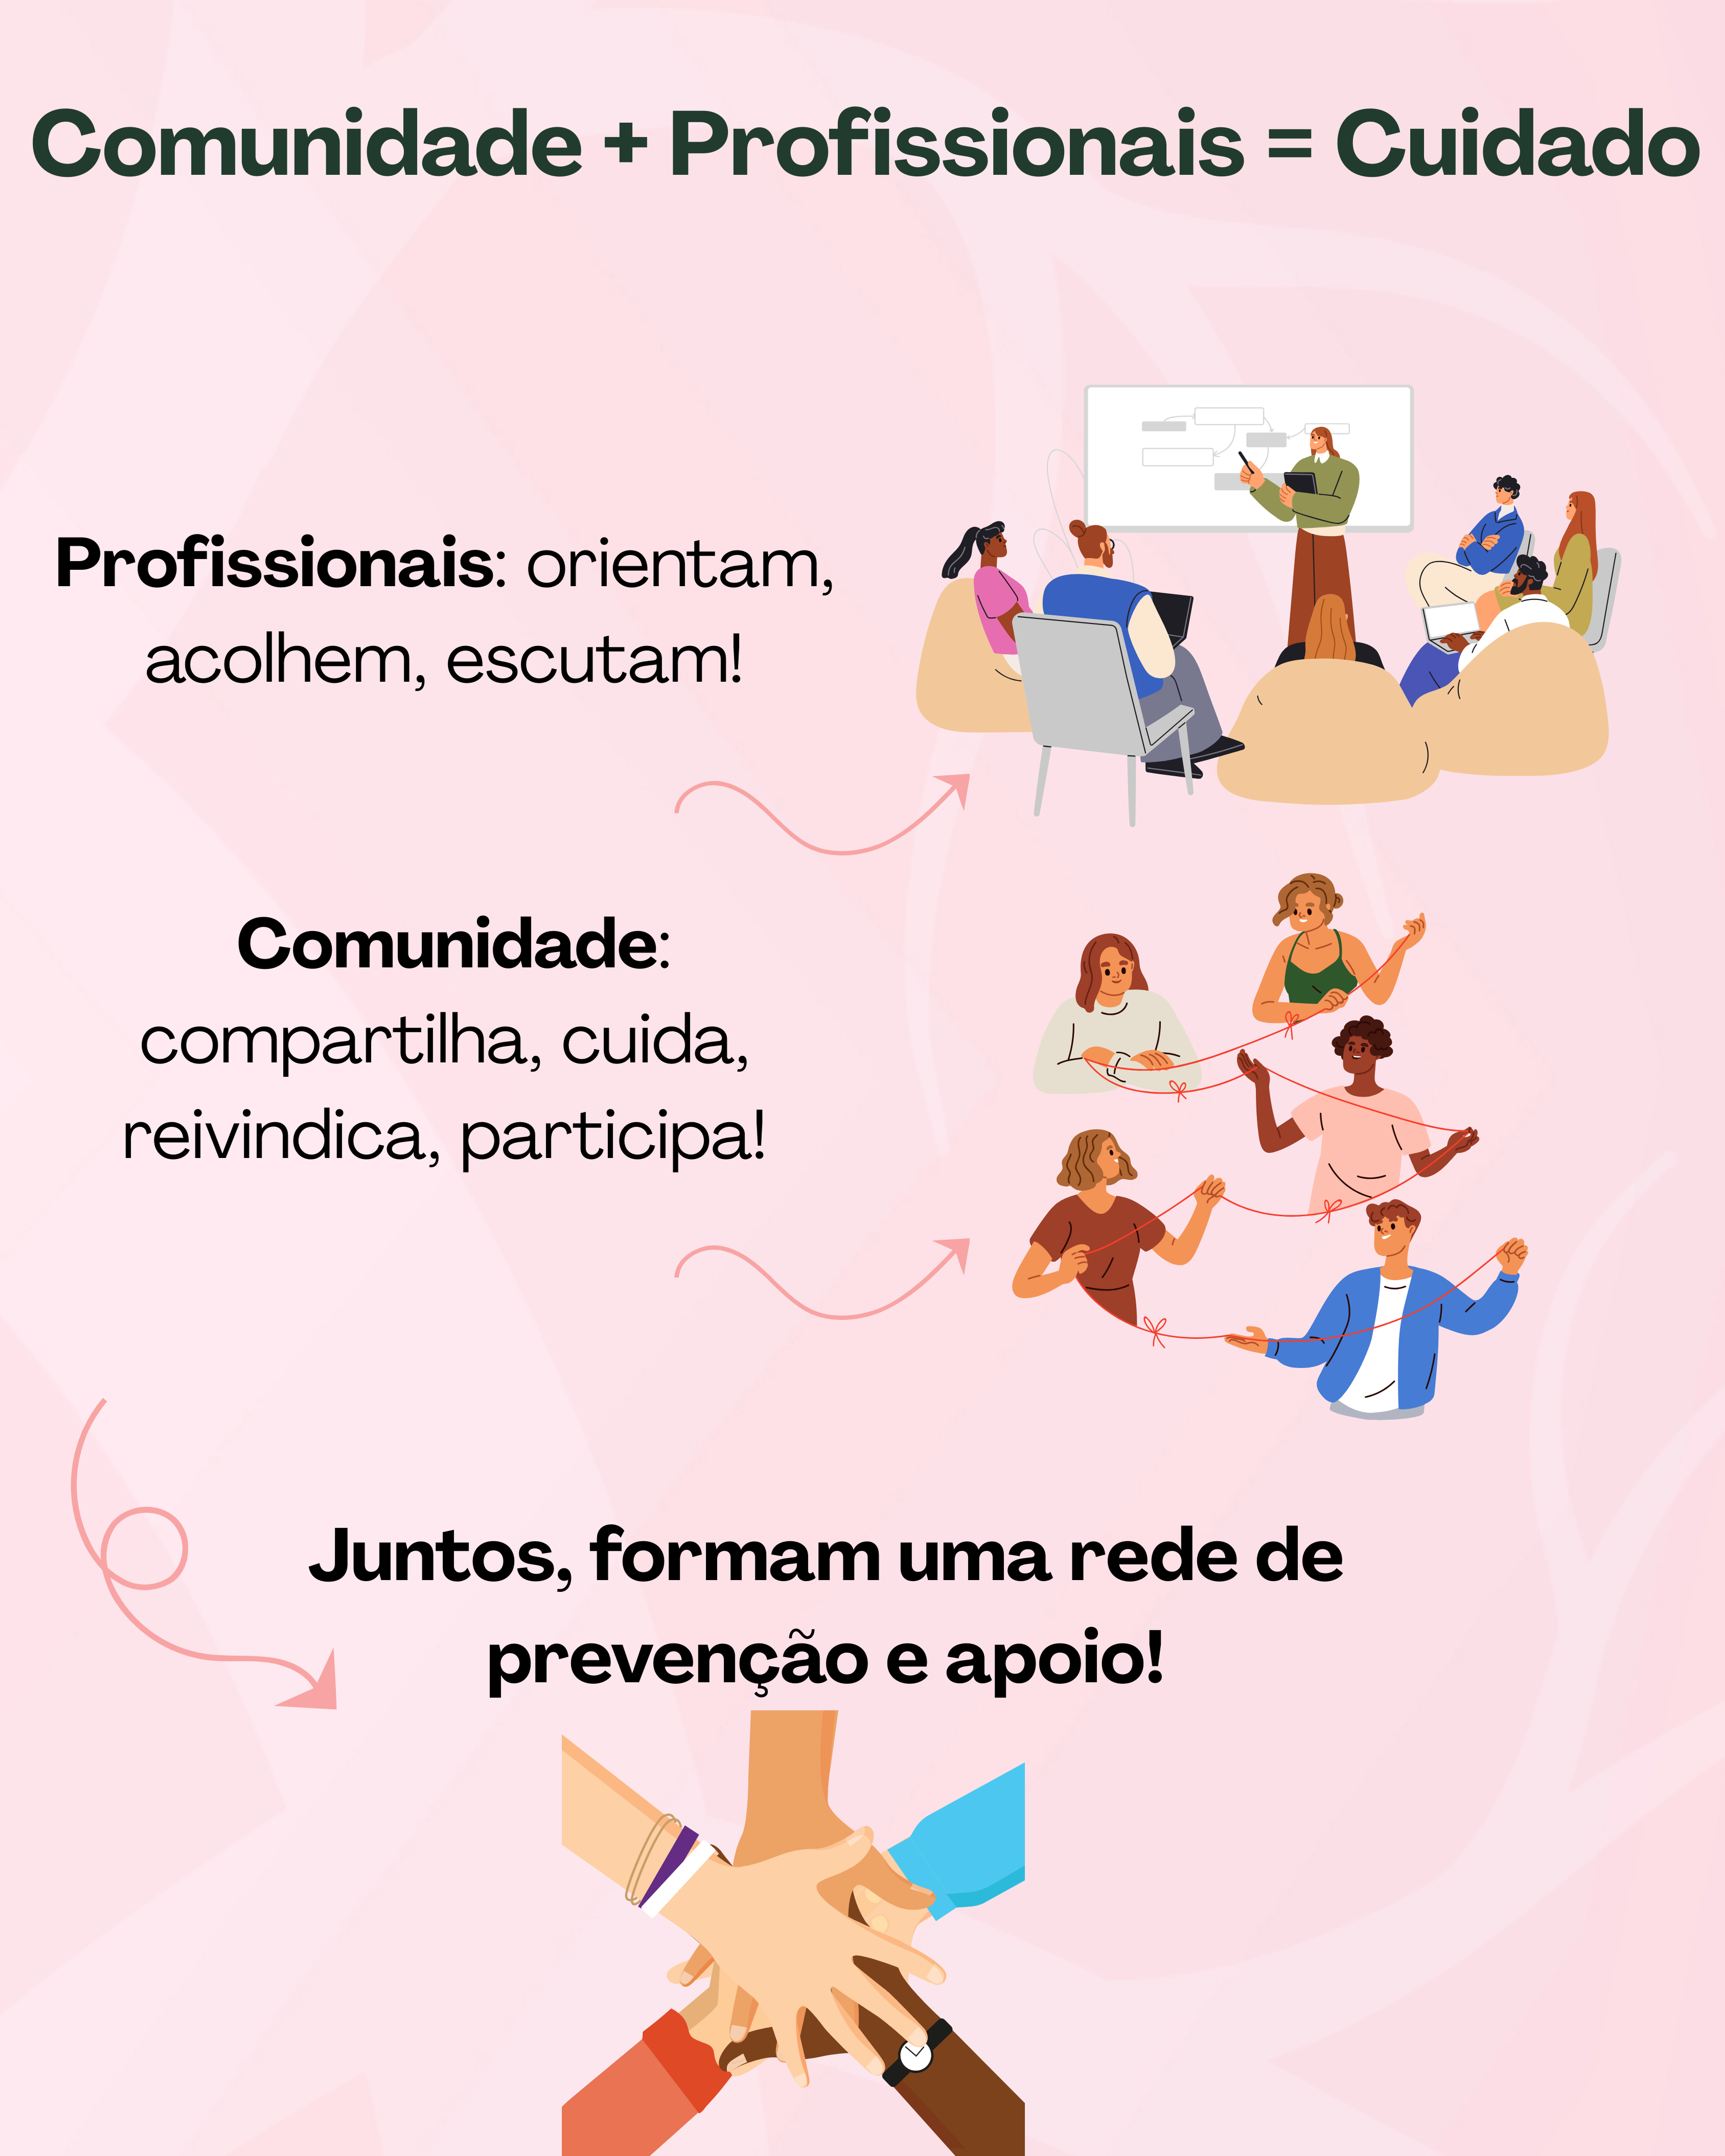 Comunidade + Profissionais = Cuidado
Profissionais: orientam,
acolhem, escutam!
Comunidade:
compartilha, cuida,
reivindica, participa!
Juntos, formam uma rede de
prevenção e apoio!